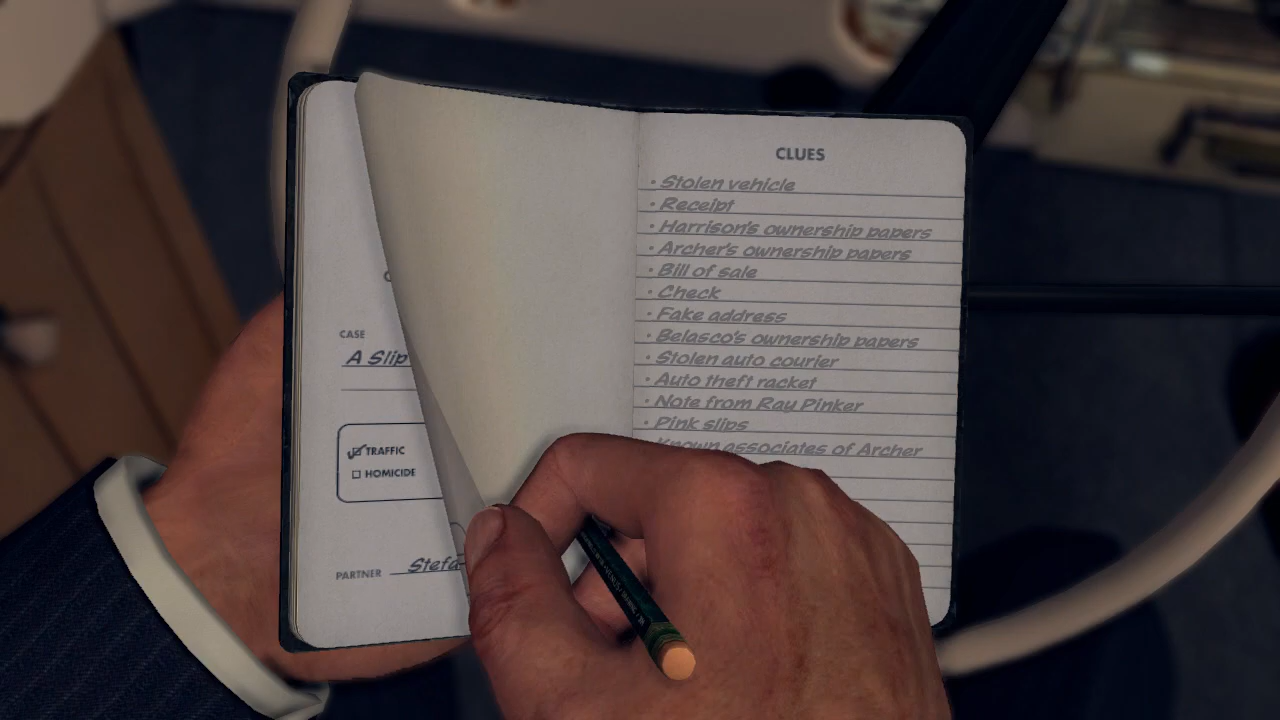 CASE
A Slip
TRAFFIC
HOMICIDE
PARTNER Stefa
CLUES
• Stolen vehicle
• Receipt
• Harrison's ownership papers
• Archer's ownership papers
• Bill of sale
• Check
• Fake address
• Belasco's ownership papers
• Stolen auto courier
• Auto theft racket
• Note from Ray Pinker
• Pink slips
Known associates of Archer